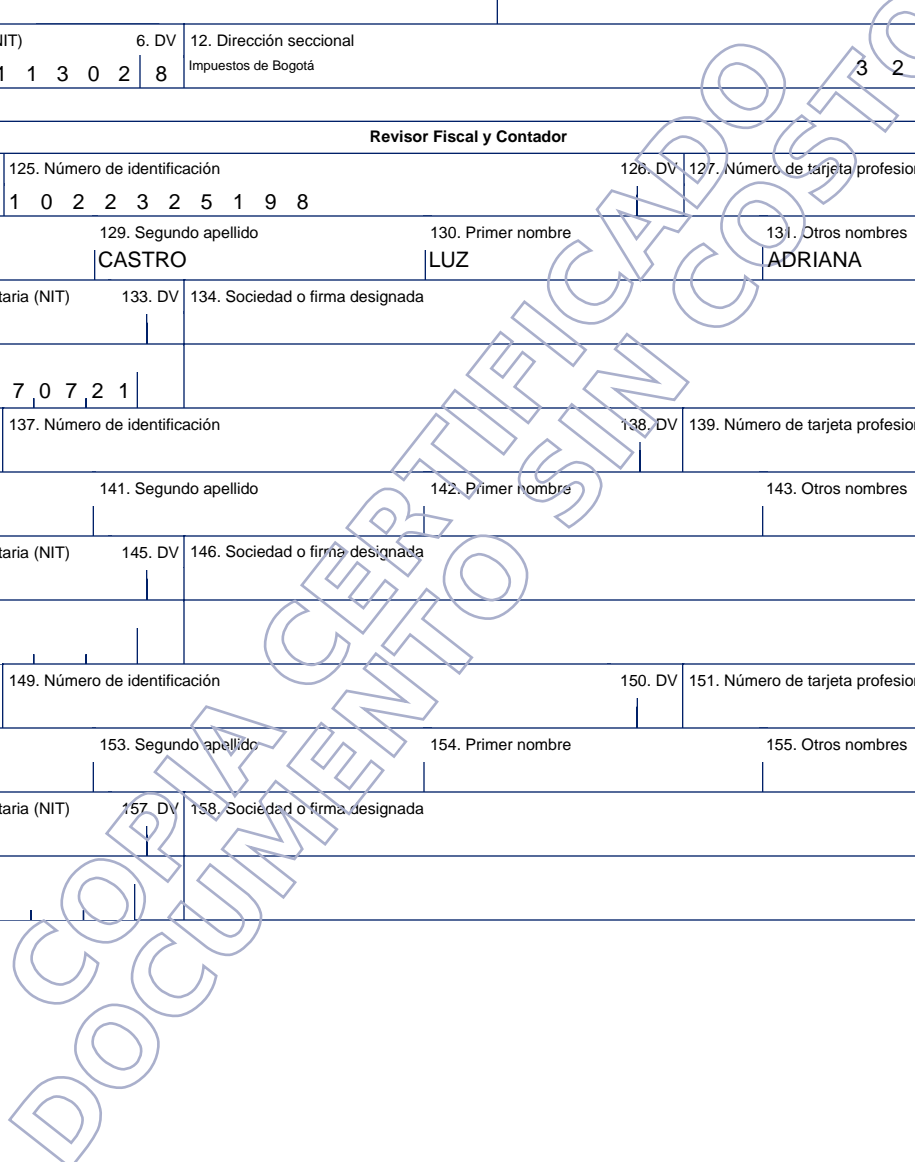 IT) 6. DV 12. Dirección seccional
1 1 3 0 2 8 Impuestos de Bogotá 3 2
Revisor Fiscal y Contador
125. Número de identificación 126. DV 127. Número de tarjeta profesion
1 0 2 2 3 2 5 1 9 8
129. Segundo apellido 130. Primer nombre 131. Otros nombres
CASTRO LUZ ADRIANA
taria (NIT) 133. DV 134. Sociedad o firma designada
7 0 7 2 1
137. Número de identificación 138. DV 139. Número de tarjeta profesion
141. Segundo apellido 142. Primer nombre 143. Otros nombres
taria (NIT) 145. DV 146. Sociedad o firma designada
149. Número de identificación 150. DV 151. Número de tarjeta profesion
153. Segundo apellido 154. Primer nombre 155. Otros nombres
taria (NIT) 157. DV 158. Sociedad o firma designada
COPIA CERTIFICADO
DOCUMENTO SIN COSTO